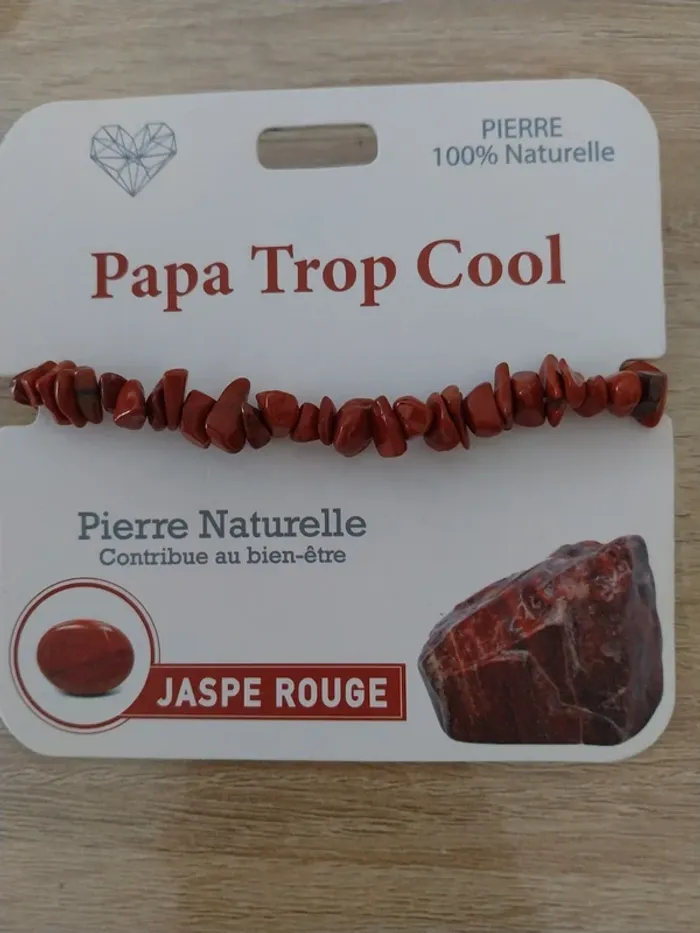 PIERRE
100% Naturelle
Papa Trop Cool
Pierre Naturelle
Contribue au bien-être
JASPE ROUGE